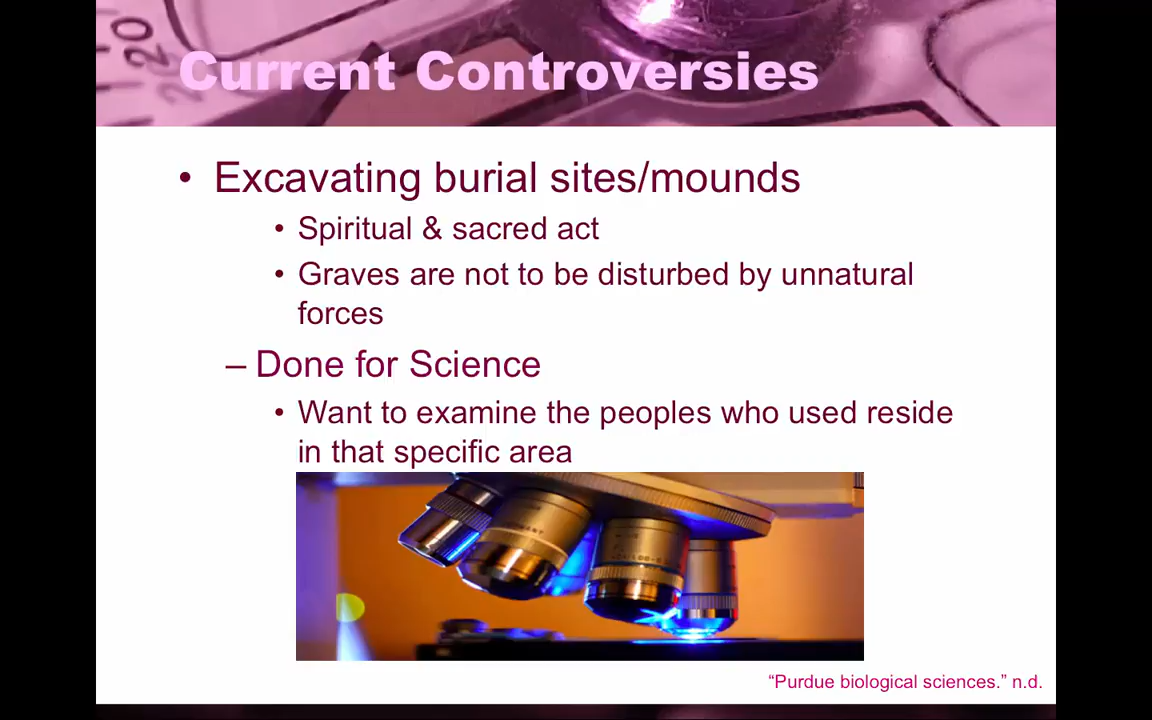 Current Controversies
• Excavating burial sites/mounds
• Spiritual & sacred act
• Graves are not to be disturbed by unnatural
forces
– Done for Science
• Want to examine the peoples who used reside
in that specific area
“Purdue biological sciences.” n.d.
20